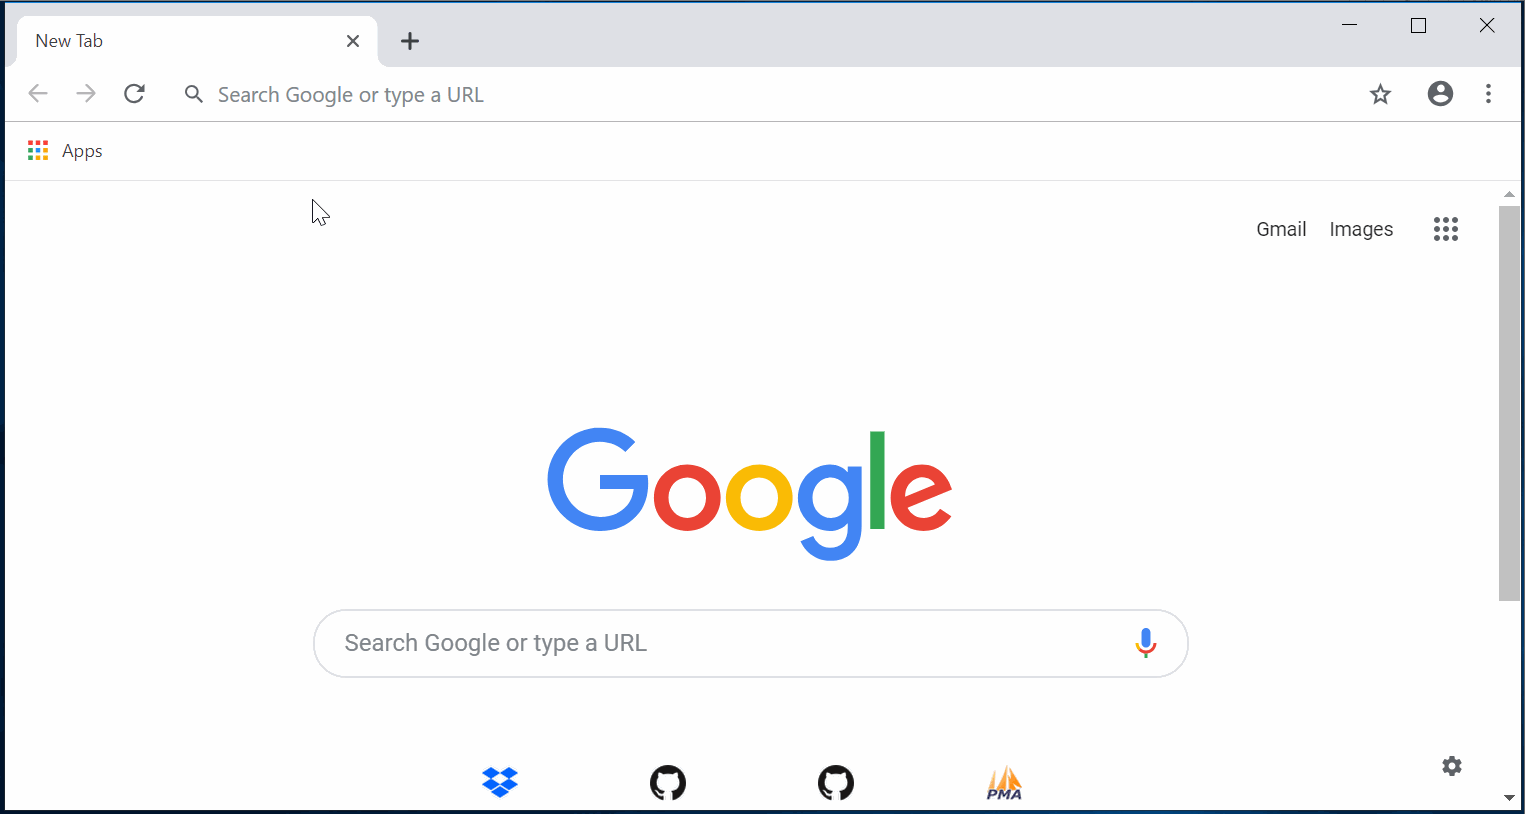 New Tab
Search Google or type a URL
Apps
Gmail Images
Google
Search Google or type a URL
PMA